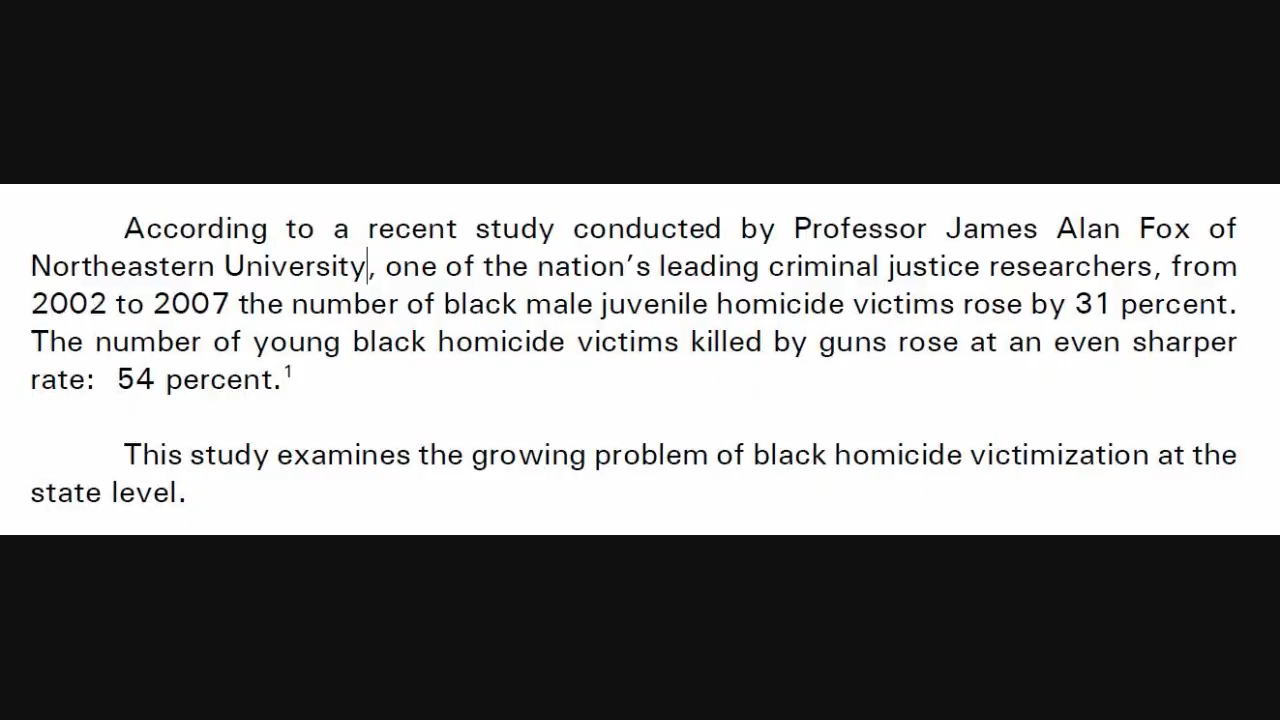 According to a recent study conducted by Professor James Alan Fox of
Northeastern University, one of the nation's leading criminal justice researchers, from
2002 to 2007 the number of black male juvenile homicide victims rose by 31 percent.
The number of young black homicide victims killed by guns rose at an even sharper
rate: 54 percent.¹
This study examines the growing problem of black homicide victimization at the
state level.